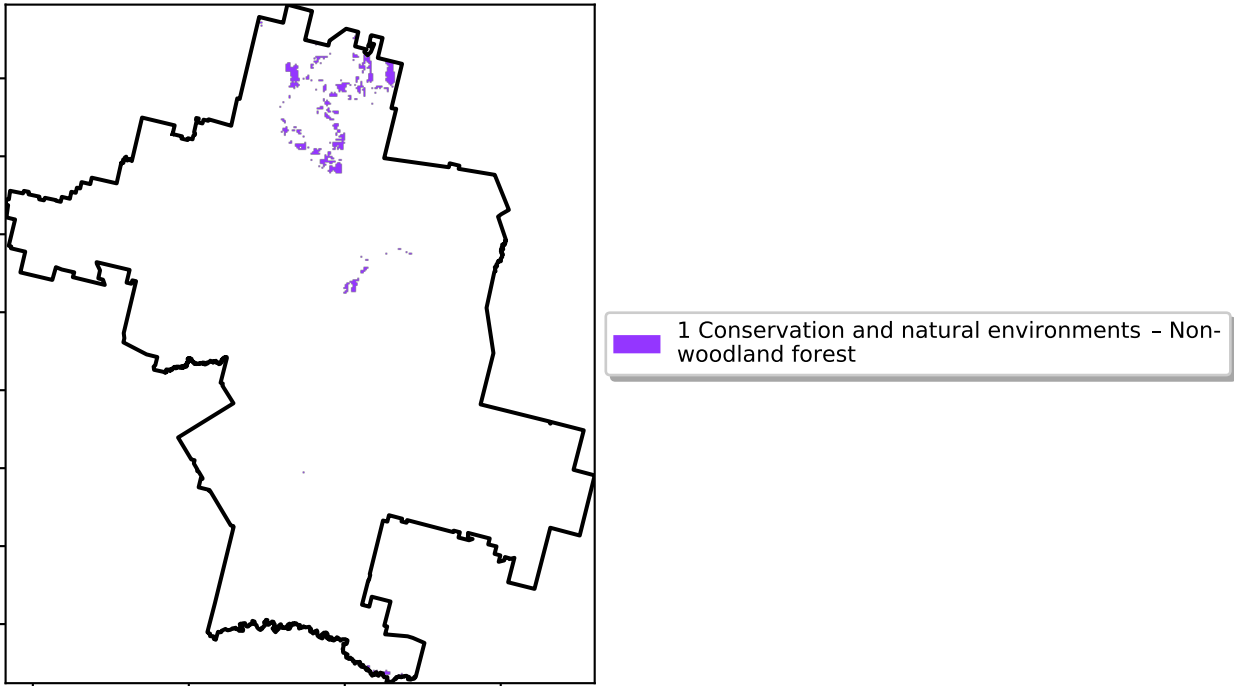 1 Conservation and natural environments – Non-
woodland forest